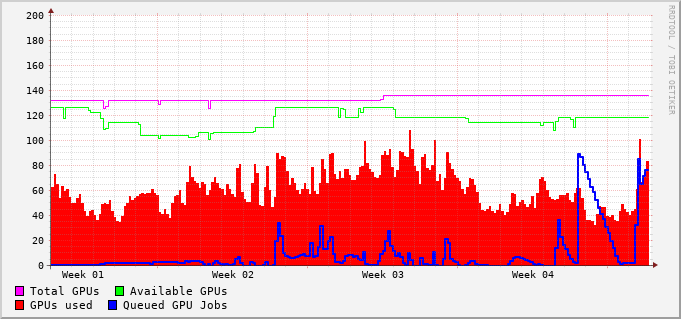 200
180
160
140
120
100
80
60
40
20
0
Week 01 Week 02 Week 03 Week 04
Total GPUs Available GPUs
GPUs used Queued GPU Jobs
RRDTOOL / TOBI OETIKER